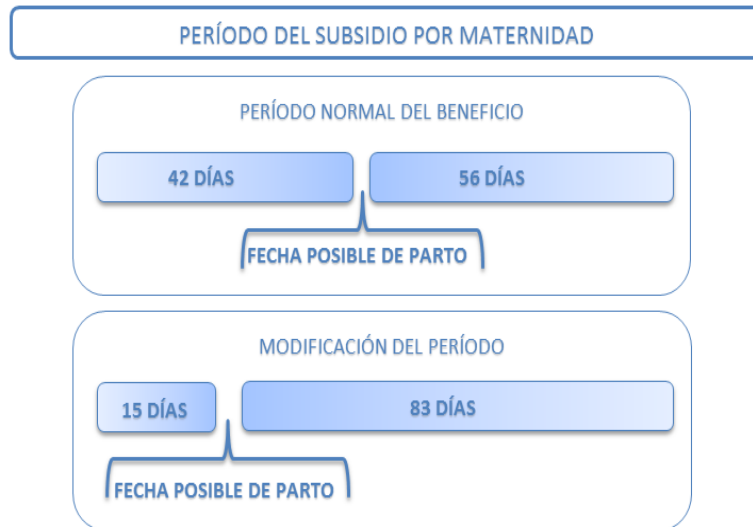 PERÍODO DEL SUBSIDIO POR MATERNIDAD
PERÍODO NORMAL DEL BENEFICIO
42 DÍAS
56 DÍAS
FECHA POSIBLE DE PARTO
MODIFICACIÓN DEL PERÍODO
15 DÍAS
83 DÍAS
FECHA POSIBLE DE PARTO